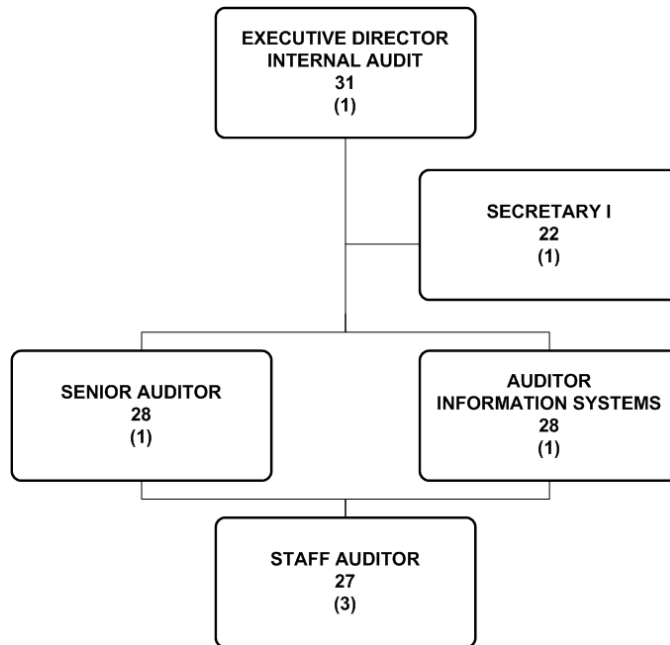 EXECUTIVE DIRECTOR
INTERNAL AUDIT
31
(1)
SECRETARY I
22
(1)
SENIOR AUDITOR
28
(1)
AUDITOR
INFORMATION SYSTEMS
28
(1)
STAFF AUDITOR
27
(3)